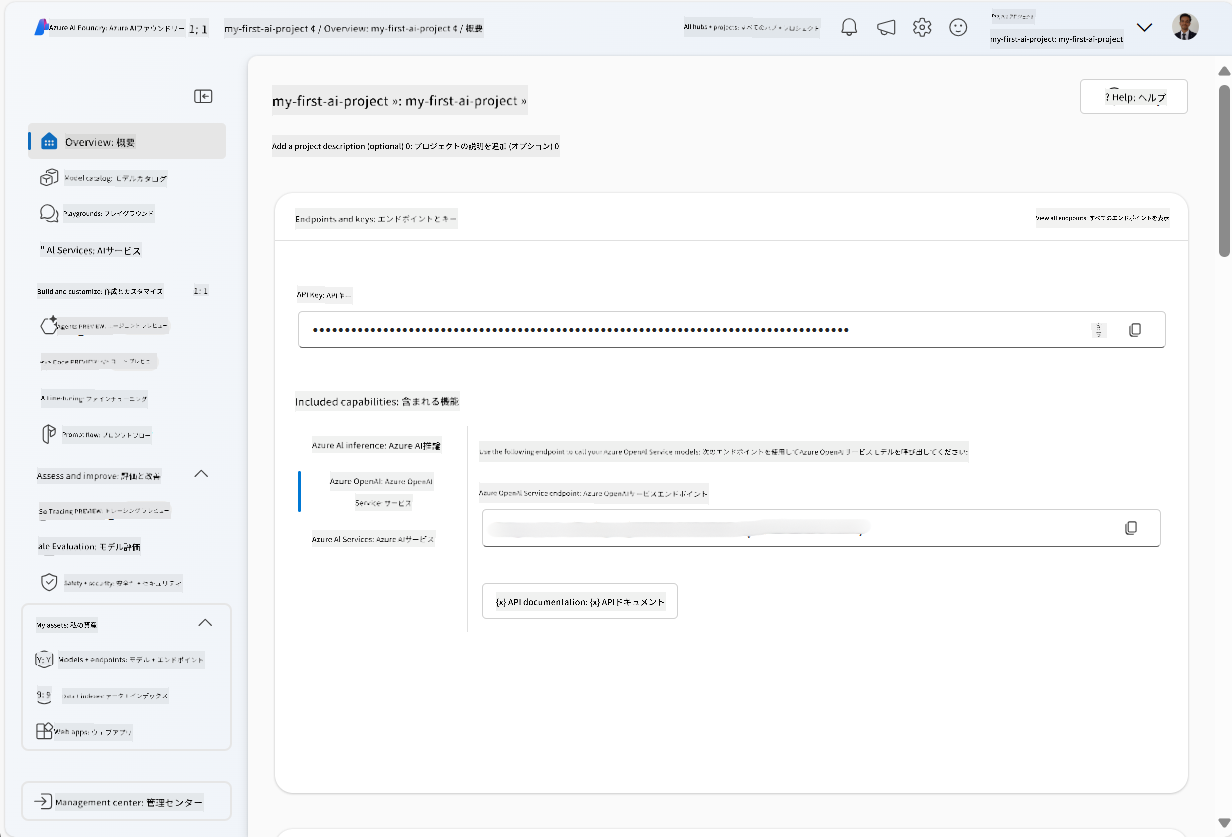 Azure AI Foundry: Azure AIファウンドリー
1; 1
my-first-ai-project ¢ / Overview: my-first-ai-project ¢ / 概要
All hubs + projects: すべてのハブ + プロジェクト
my-first-ai-project: my-first-ai-project
my-first-ai-project »: my-first-ai-project »
? Help: ヘルプ
Add a project description (optional) 0: プロジェクトの説明を追加 (オプション) 0
Overview: 概要
Model catalog: モデルカタログ
Playgrounds: プレイグラウンド
" Al Services: AIサービス
Build and customize: 作成とカスタマイズ
1: 1
Agents PREVIEW: エージェント プレビュー
Code PREVIEW
ファインチューニング
Prompt flow: プロンプトフロー
Assess and improve: 評価と改善
So Tracing PREVIEW: トレーシング プレビュー
ale Evaluation: モデル評価
Safety + security: 安全性 + セキュリティ
My assets: 私の資産
Y: Y
Models + endpoints: モデル + エンドポイント
9: 9
データ + インデックス
Web apps: ウェブアプリ
Management center: 管理センター
Endpoints and keys: エンドポイントとキー
View all endpoints: すべてのエンドポイントを表示
API Key: APIキー
Included capabilities: 含まれる機能
Azure Al inference: Azure AI推論
Azure OpenAI: Azure OpenAI
Service: サービス
Azure Al Services: Azure AIサービス
Use the following endpoint to call your Azure OpenAI Service models: 次のエンドポイントを使用してAzure OpenAIサービスモデルを呼び出してください:
Azure OpenAI Service endpoint: Azure OpenAIサービスエンドポイント
{x} API documentation: {x} APIドキュメント